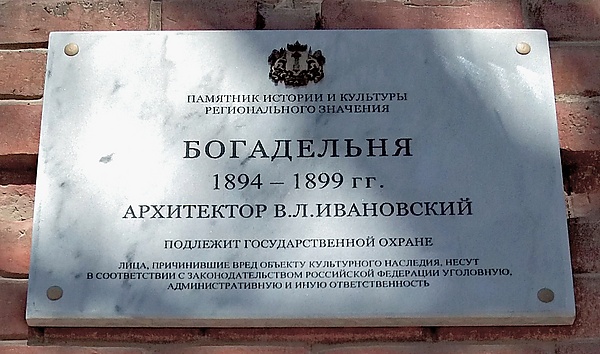 ПАМЯТНИК ИСТОРИИ И КУЛЬТУРЫ
РЕГИОНАЛЬНОГО ЗНАЧЕНИЯ
БОГАДЕЛЬНЯ
1894 – 1899 гг.
АРХИТЕКТОР В.Л.ИВАНОВСКИЙ
ПОДЛЕЖИТ ГОСУДАРСТВЕННОЙ ОХРАНЕ
ЛИЦА, ПРИЧИНИВШИЕ ВРЕД ОБЪЕКТУ КУЛЬТУРНОГО НАСЛЕДИЯ, НЕСУТ
В СООТВЕТСТВИИ С ЗАКОНОДАТЕЛЬСТВОМ РОССИЙСКОЙ ФЕДЕРАЦИИ УГОЛОВНУЮ,
АДМИНИСТРАТИВНУЮ И ИНУЮ ОТВЕТСТВЕННОСТЬ